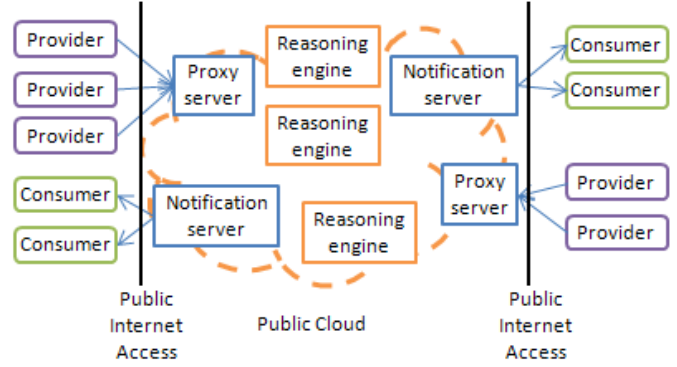 Provider
Provider
Provider
Consumer
Consumer
Proxy
server
Reasoning
engine
Reasoning
engine
Notification
server
Notification
server
Reasoning
engine
Proxy
server
Consumer
Consumer
Provider
Provider
Public
Internet
Access
Public Cloud
Public
Internet
Access